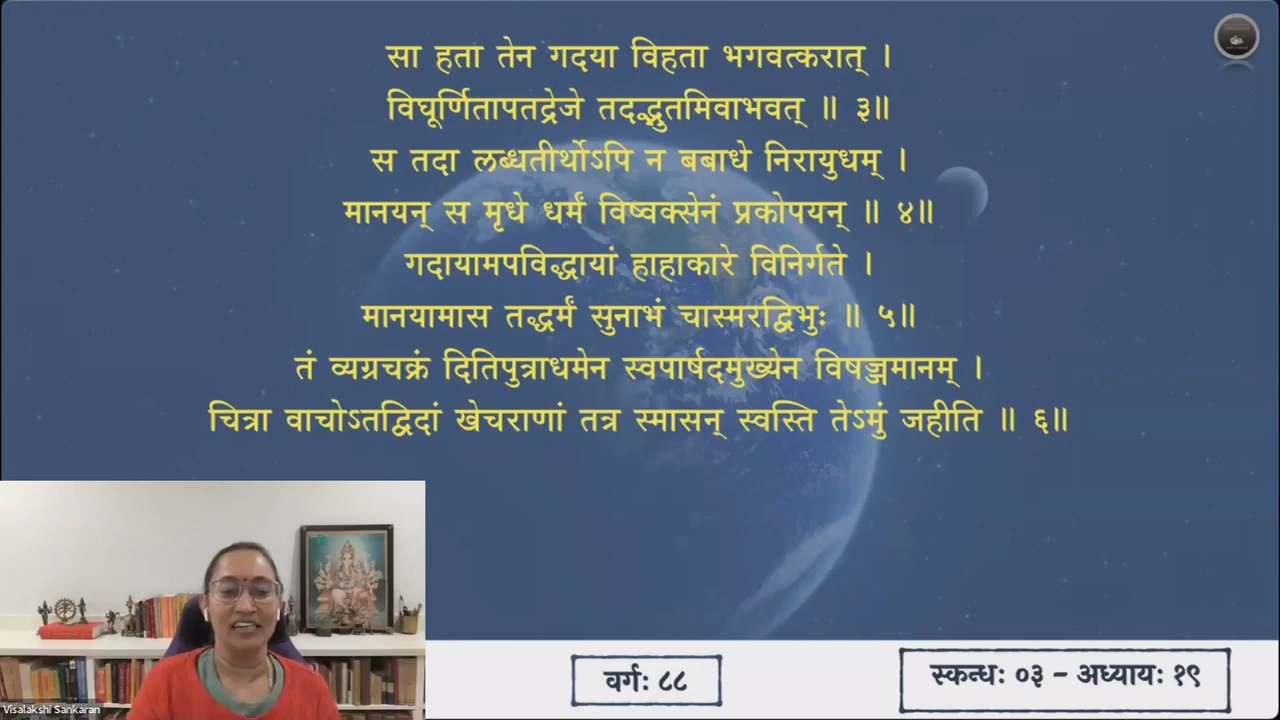 सा हता तेन गदया विहता भगवत्करात् ।
विघूर्णितापतद्रेजे तदद्भुतमिवाभवत् ॥ ३॥
स तदा लब्धतीर्थोऽपि न बबाधे निरायुधम् ।
मानयन् स मृधे धर्मं विष्वक्सेनं प्रकोपयन् ॥ ४॥
गदायामपविद्धायां हाहाकारे विनिर्गते ।
मानयामास तद्धर्मं सुनाभं चास्मरद्विभुः ॥ ५॥
तं व्यग्रचक्रं दितिपुत्राधमेन स्वपार्षदमुख्येन विषज्जमानम् ।
चित्रा वाचोऽतद्विदां खेचराणां तत्र स्मासन् स्वस्ति तेऽमुं जहीति ॥ ६॥
Visalakshi Sankaran
वर्गः ८८
स्कन्धः ०३ - अध्यायः १९